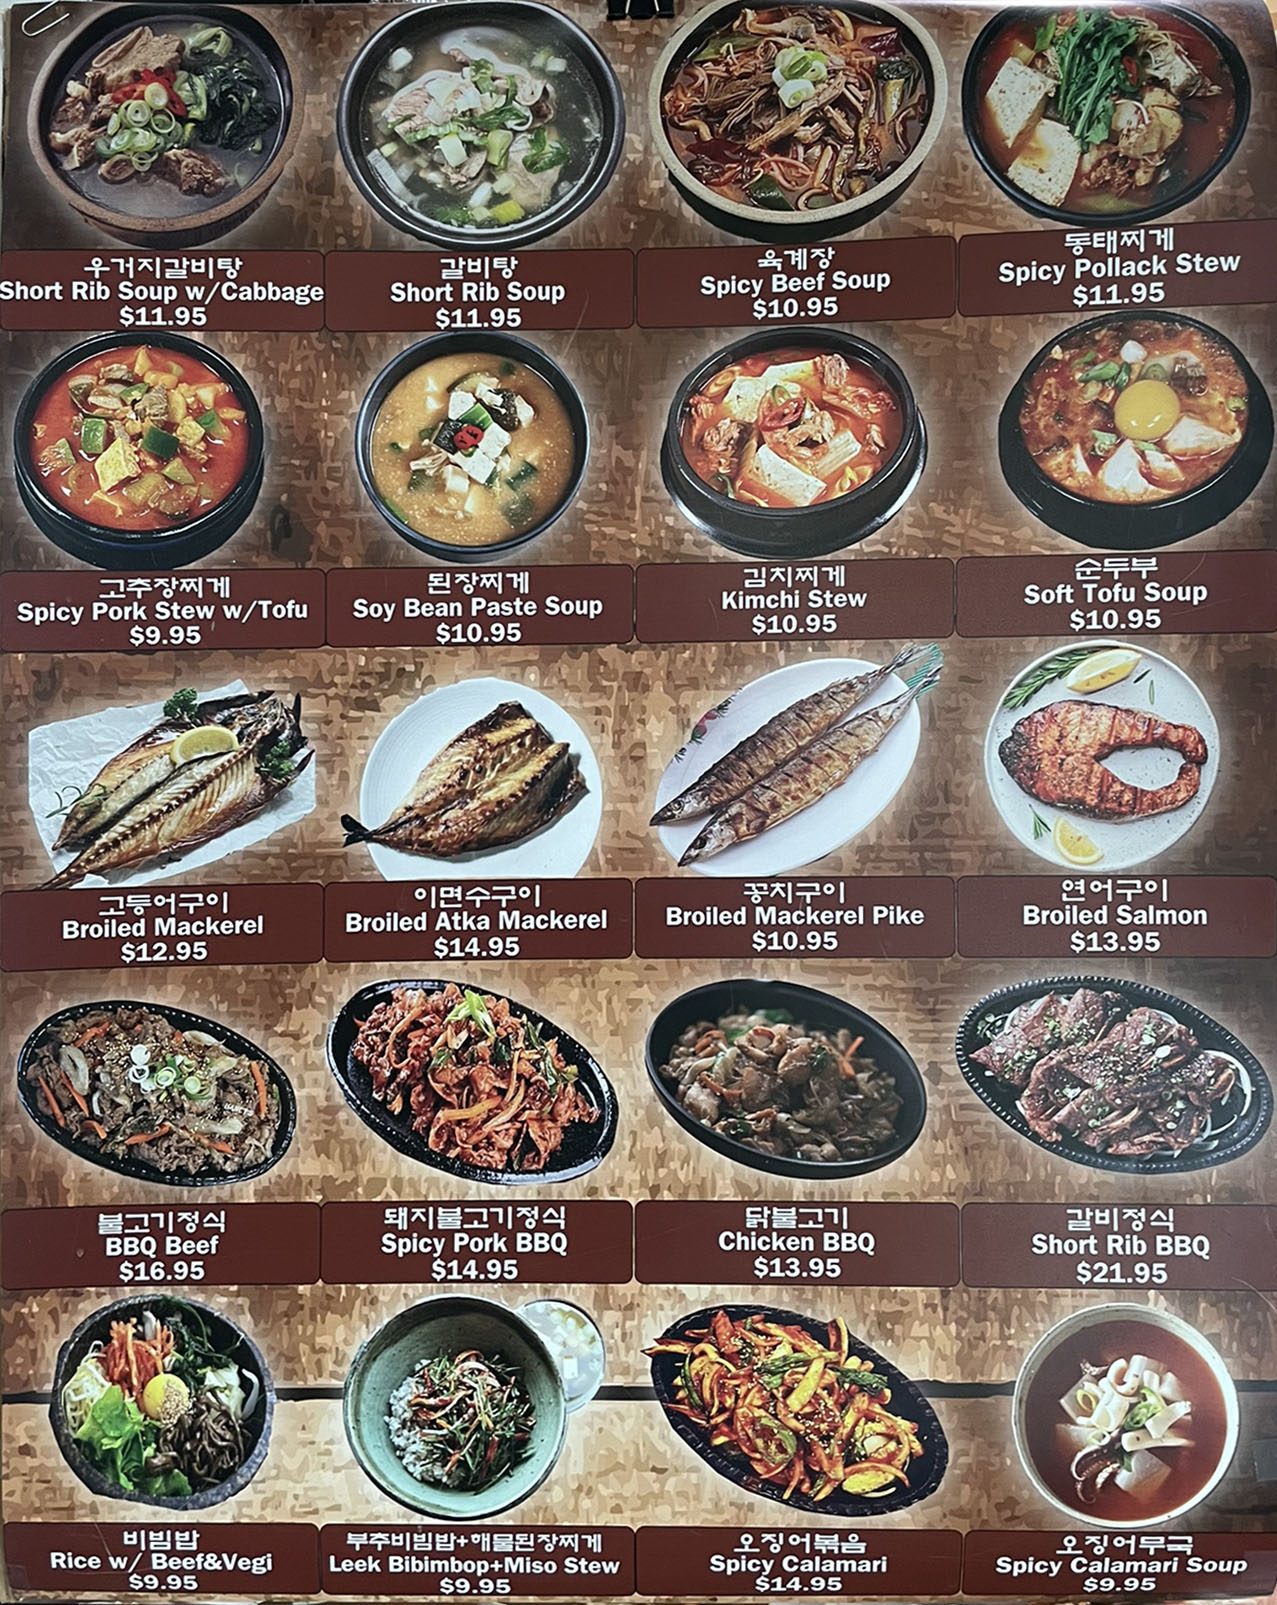 우거지갈비탕
Short Rib Soup w/Cabbage
$11.95
갈비탕
Short Rib Soup
$11.95
육계장
Spicy Beef Soup
$10.95
동태찌게
Spicy Pollack Stew
$11.95
고추장찌게
Spicy Pork Stew w/Tofu
$9.95
된장찌게
Soy Bean Paste Soup
$10.95
김치찌게
Kimchi Stew
$10.95
순두부
Soft Tofu Soup
$10.95
고등어구이
Broiled Mackerel
$12.95
이면수구이
Broiled Atka Mackerel
$14.95
꽁치구이
Broiled Mackerel Pike
$10.95
연어구이
Broiled Salmon
$13.95
불고기정식
BBQ Beef
$16.95
돼지불고기정식
Spicy Pork BBQ
$14.95
닭불고기
Chicken BBQ
$13.95
갈비정식
Short Rib BBQ
$21.95
비빔밥
Rice w/ Beef&Vegi
$9.95
부추비빔밥+해물된장찌게
Leek Bibimbop+Miso Stew
$9.95
오징어볶음
Spicy Calamari
$14.95
오징어무국
Spicy Calamari Soup
$9.95